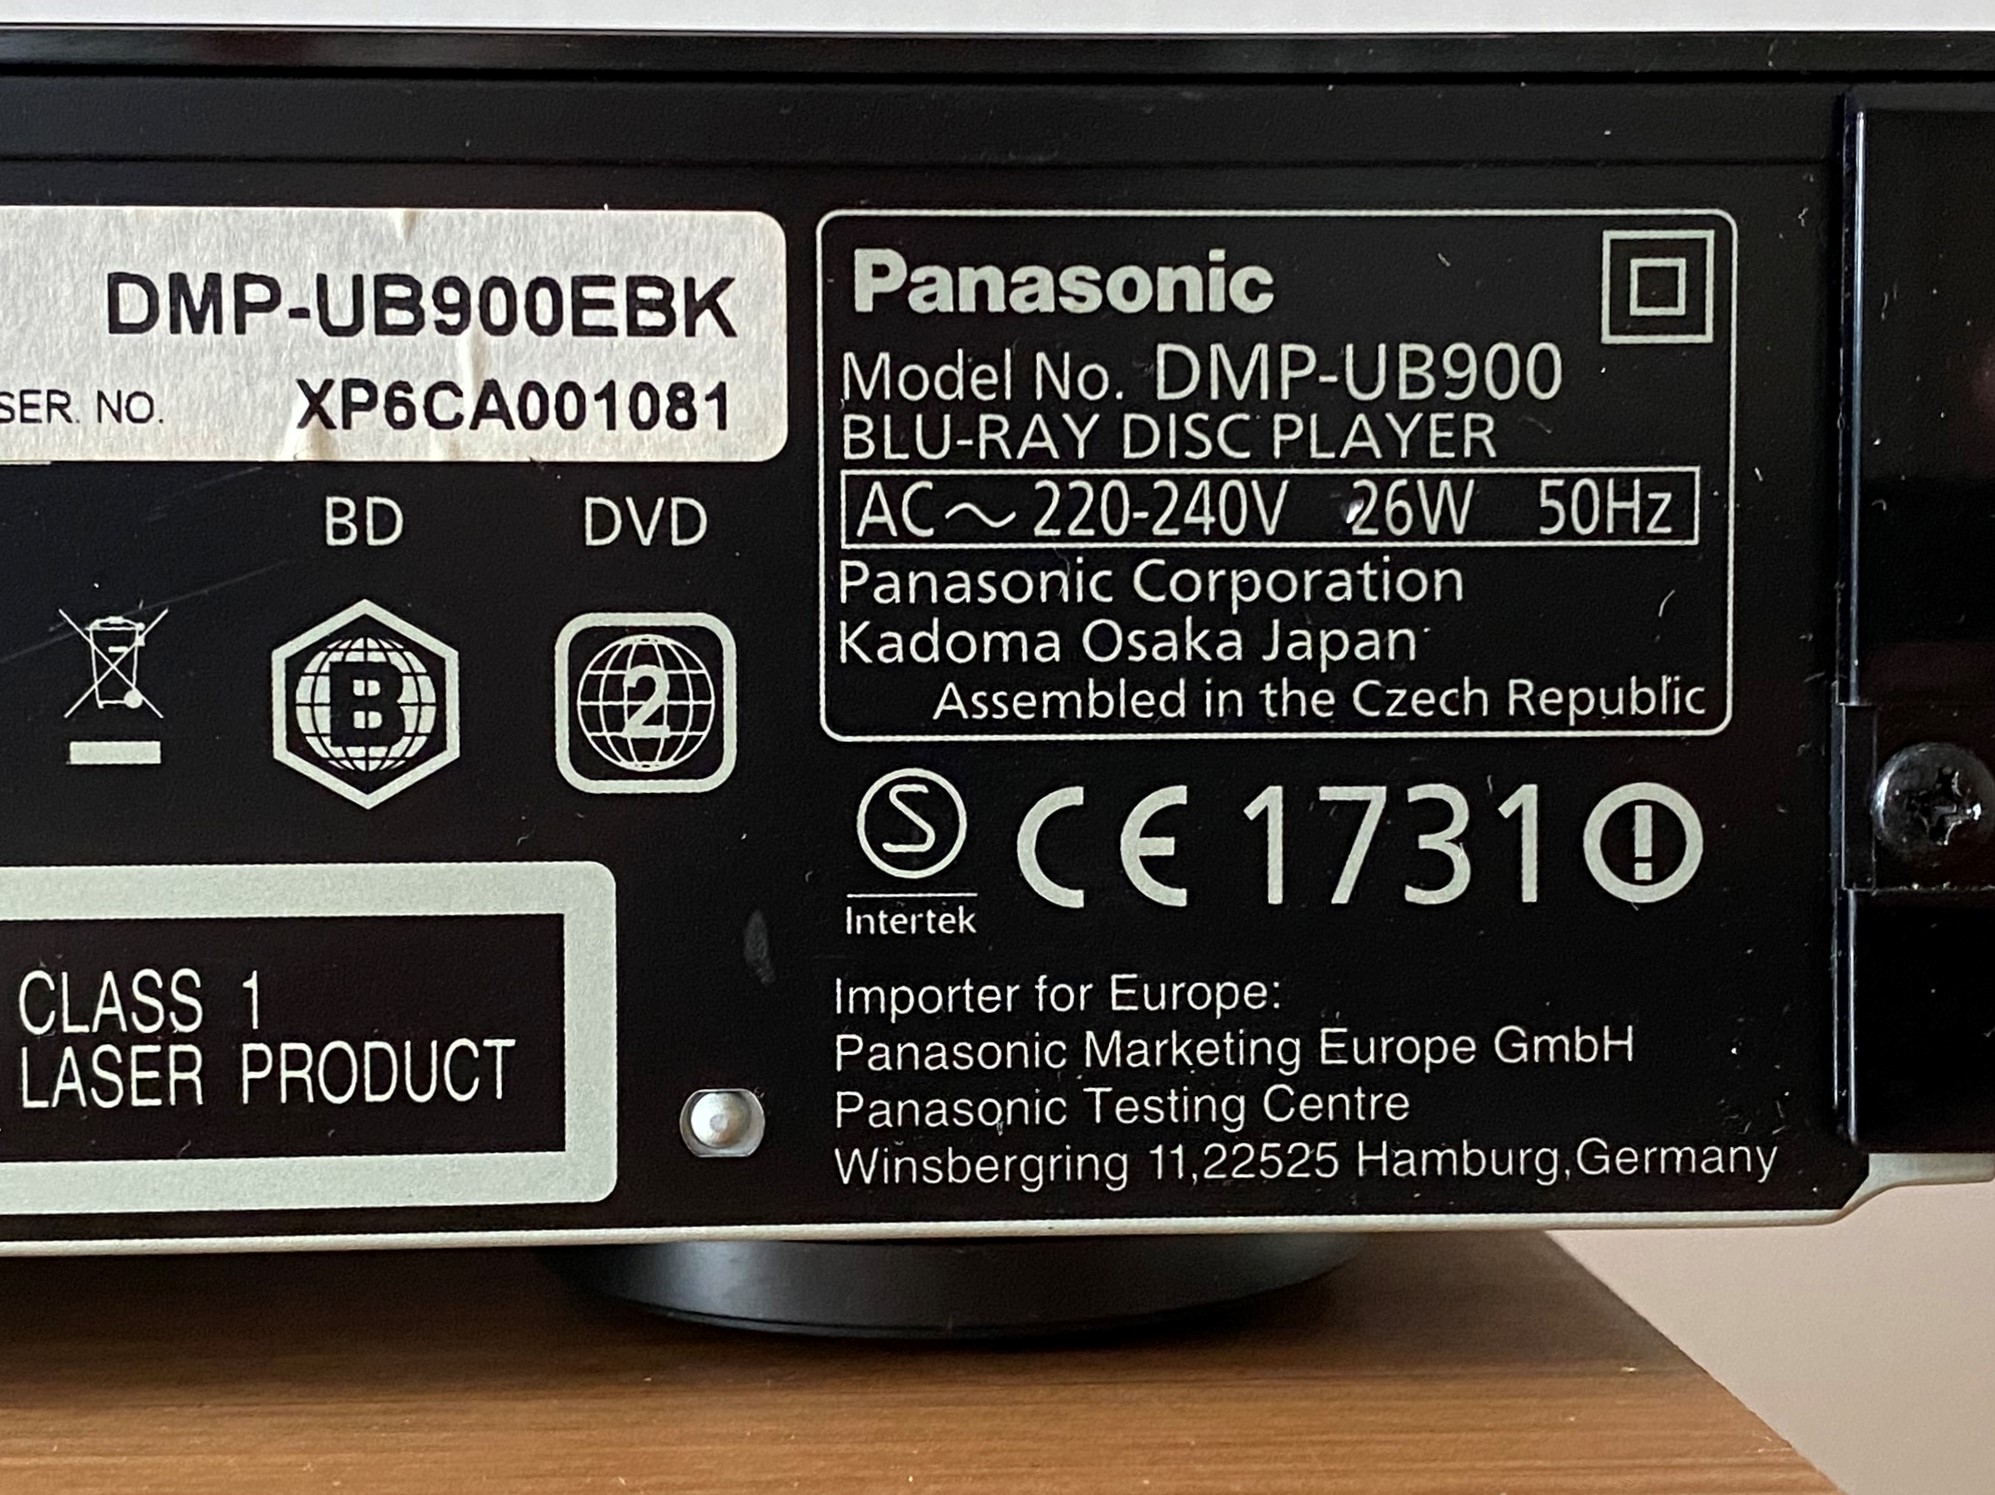 DMP-UB900EBK
SER. NO. XP6CA001081
BD DVD
B 2
CLASS 1
LASER PRODUCT
Panasonic
Model No. DMP-UB900
BLU-RAY DISC PLAYER
AC ~ 220-240V 26W 50Hz
Panasonic Corporation
Kadoma Osaka Japan
Assembled in the Czech Republic
S
Intertek
CE 1731 !
Importer for Europe:
Panasonic Marketing Europe GmbH
Panasonic Testing Centre
Winsbergring 11,22525 Hamburg,Germany